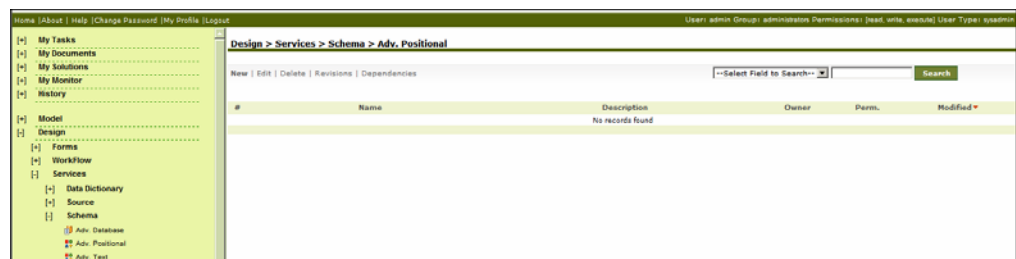 Home |About | Help |Change Password |My Profile |Logout
User: admin Group: administrators Permissions: [read, write, execute] User Type: sysadmin
[+] My Tasks
[+] My Documents
[+] My Solutions
[+] My Monitor
[+] History
[+] Model
[-] Design
[+] Forms
[+] WorkFlow
[-] Services
[+] Data Dictionary
[+] Source
[-] Schema
Adv. Database
Adv. Positional
Adv. Text
Design > Services > Schema > Adv. Positional
New | Edit | Delete | Revisions | Dependencies
--Select Field to Search-- Search
# Name Description Owner Perm. Modified
No records found